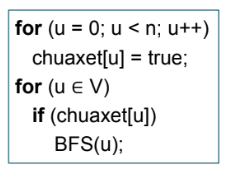 for (u = 0; u < n; u++)
chuaxet[u] = true;
for (u ∈ V)
if (chuaxet[u])
BFS(u);